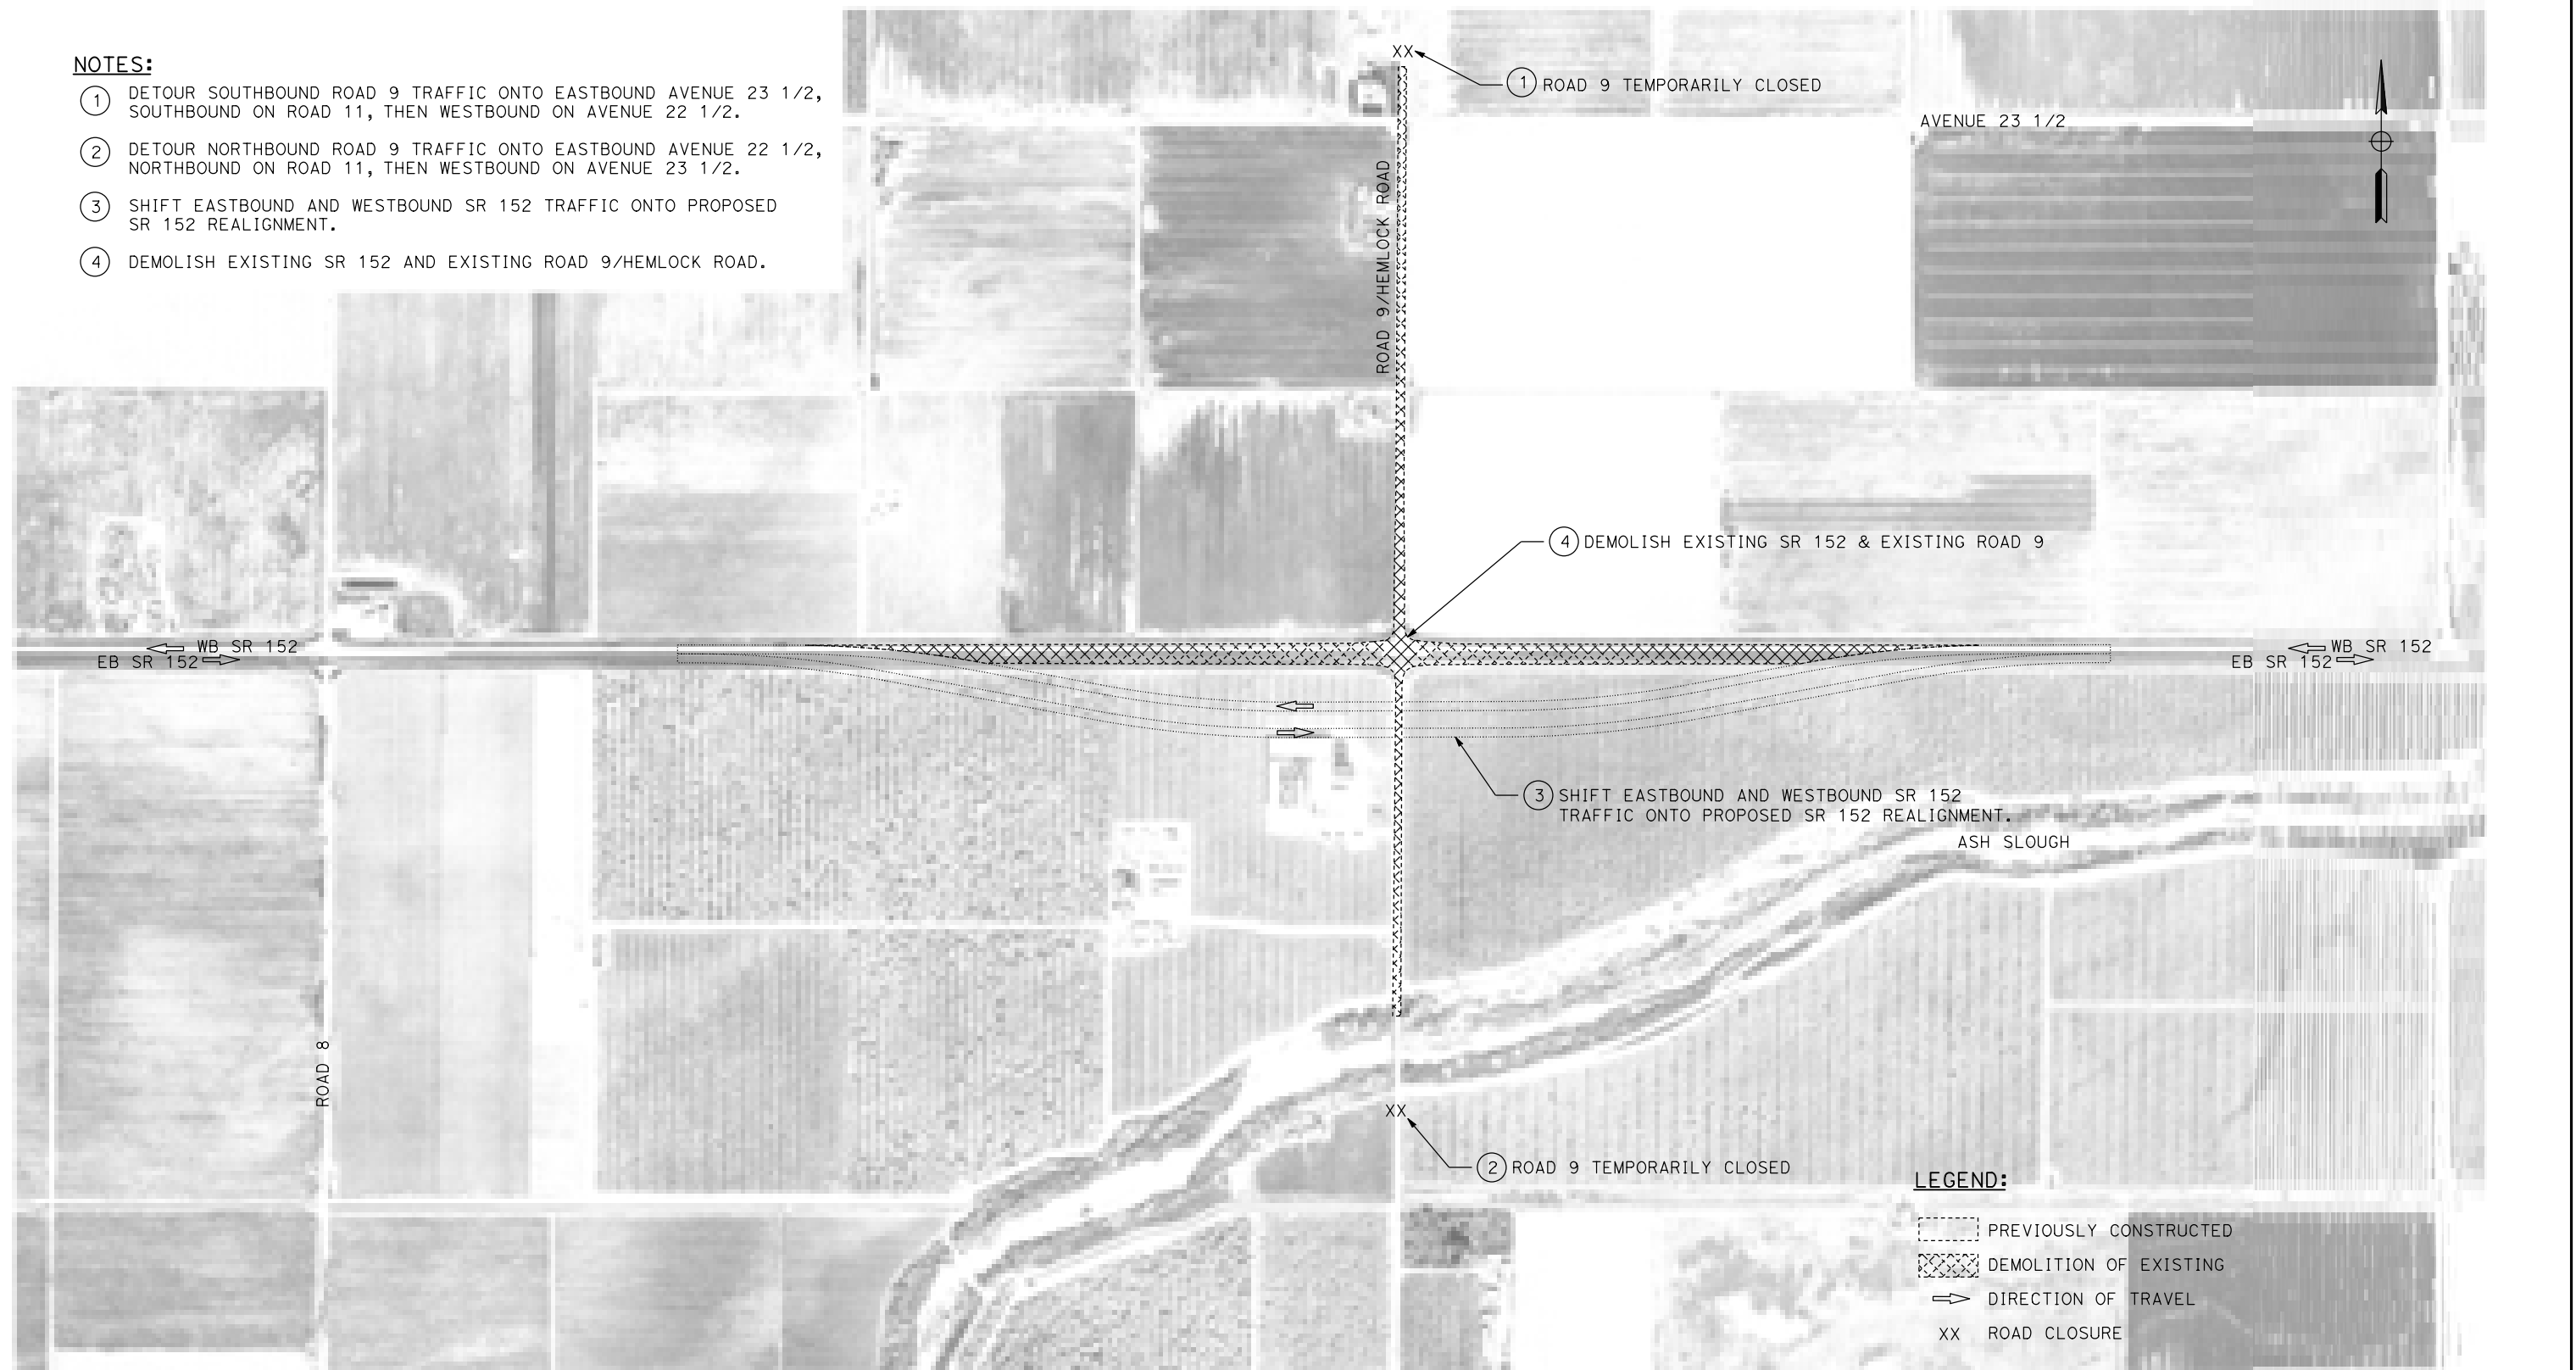 NOTES:
1 DETOUR SOUTHBOUND ROAD 9 TRAFFIC ONTO EASTBOUND AVENUE 23 1/2,
SOUTHBOUND ON ROAD 11, THEN WESTBOUND ON AVENUE 22 1/2.
2 DETOUR NORTHBOUND ROAD 9 TRAFFIC ONTO EASTBOUND AVENUE 22 1/2,
NORTHBOUND ON ROAD 11, THEN WESTBOUND ON AVENUE 23 1/2.
3 SHIFT EASTBOUND AND WESTBOUND SR 152 TRAFFIC ONTO PROPOSED
SR 152 REALIGNMENT.
4 DEMOLISH EXISTING SR 152 AND EXISTING ROAD 9/HEMLOCK ROAD.
XX
1 ROAD 9 TEMPORARILY CLOSED
AVENUE 23 1/2
ROAD 9/HEMLOCK ROAD
4 DEMOLISH EXISTING SR 152 & EXISTING ROAD 9
WB SR 152
EB SR 152
WB SR 152
EB SR 152
3 SHIFT EASTBOUND AND WESTBOUND SR 152
TRAFFIC ONTO PROPOSED SR 152 REALIGNMENT.
ASH SLOUGH
ROAD 8
XX
2 ROAD 9 TEMPORARILY CLOSED
LEGEND:
PREVIOUSLY CONSTRUCTED
DEMOLITION OF EXISTING
DIRECTION OF TRAVEL
XX ROAD CLOSURE